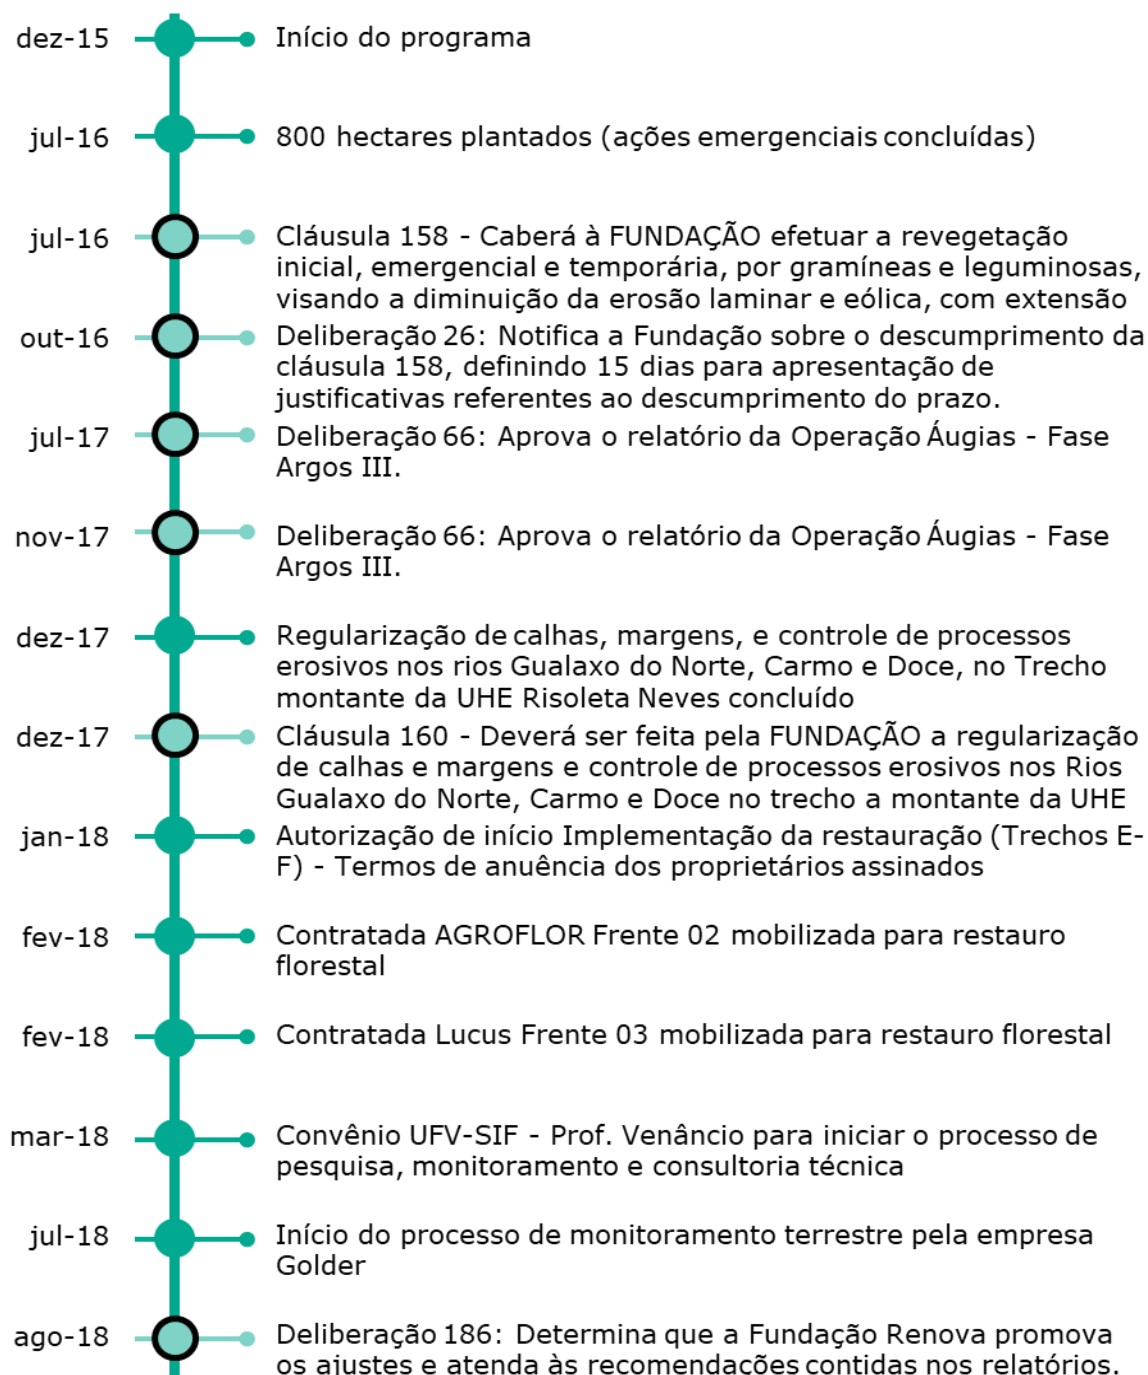 dez-15 Início do programa
jul-16 800 hectares plantados (ações emergenciais concluídas)
jul-16 Cláusula 158 - Caberá à FUNDAÇÃO efetuar a revegetação
inicial, emergencial e temporária, por gramíneas e leguminosas,
visando a diminuição da erosão laminar e eólica, com extensão
out-16 Deliberação 26: Notifica a Fundação sobre o descumprimento da
cláusula 158, definindo 15 dias para apresentação de
justificativas referentes ao descumprimento do prazo.
jul-17 Deliberação 66: Aprova o relatório da Operação Áugias - Fase
Argos III.
nov-17 Deliberação 66: Aprova o relatório da Operação Áugias - Fase
Argos III.
dez-17 Regularização de calhas, margens, e controle de processos
erosivos nos rios Gualaxo do Norte, Carmo e Doce, no Trecho
montante da UHE Risoleta Neves concluído
dez-17 Cláusula 160 - Deverá ser feita pela FUNDAÇÃO a regularização
de calhas e margens e controle de processos erosivos nos Rios
Gualaxo do Norte, Carmo e Doce no trecho a montante da UHE
jan-18 Autorização de início Implementação da restauração (Trechos E-
F) - Termos de anuência dos proprietários assinados
fev-18 Contratada AGROFLOR Frente 02 mobilizada para restauro
florestal
fev-18 Contratada Lucus Frente 03 mobilizada para restauro florestal
mar-18 Convênio UFV-SIF - Prof. Venâncio para iniciar o processo de
pesquisa, monitoramento e consultoria técnica
jul-18 Início do processo de monitoramento terrestre pela empresa
Golder
ago-18 Deliberação 186: Determina que a Fundação Renova promova
os ajustes e atenda às recomendações contidas nos relatórios.